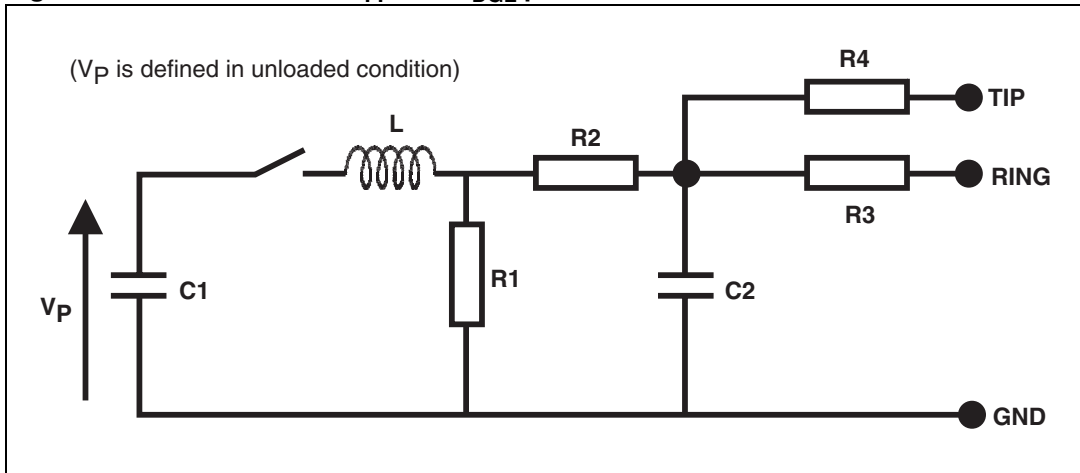 (VP is defined in unloaded condition)
R4
TIP
L
R2
RING
R3
R1
C1
C2
VP
GND